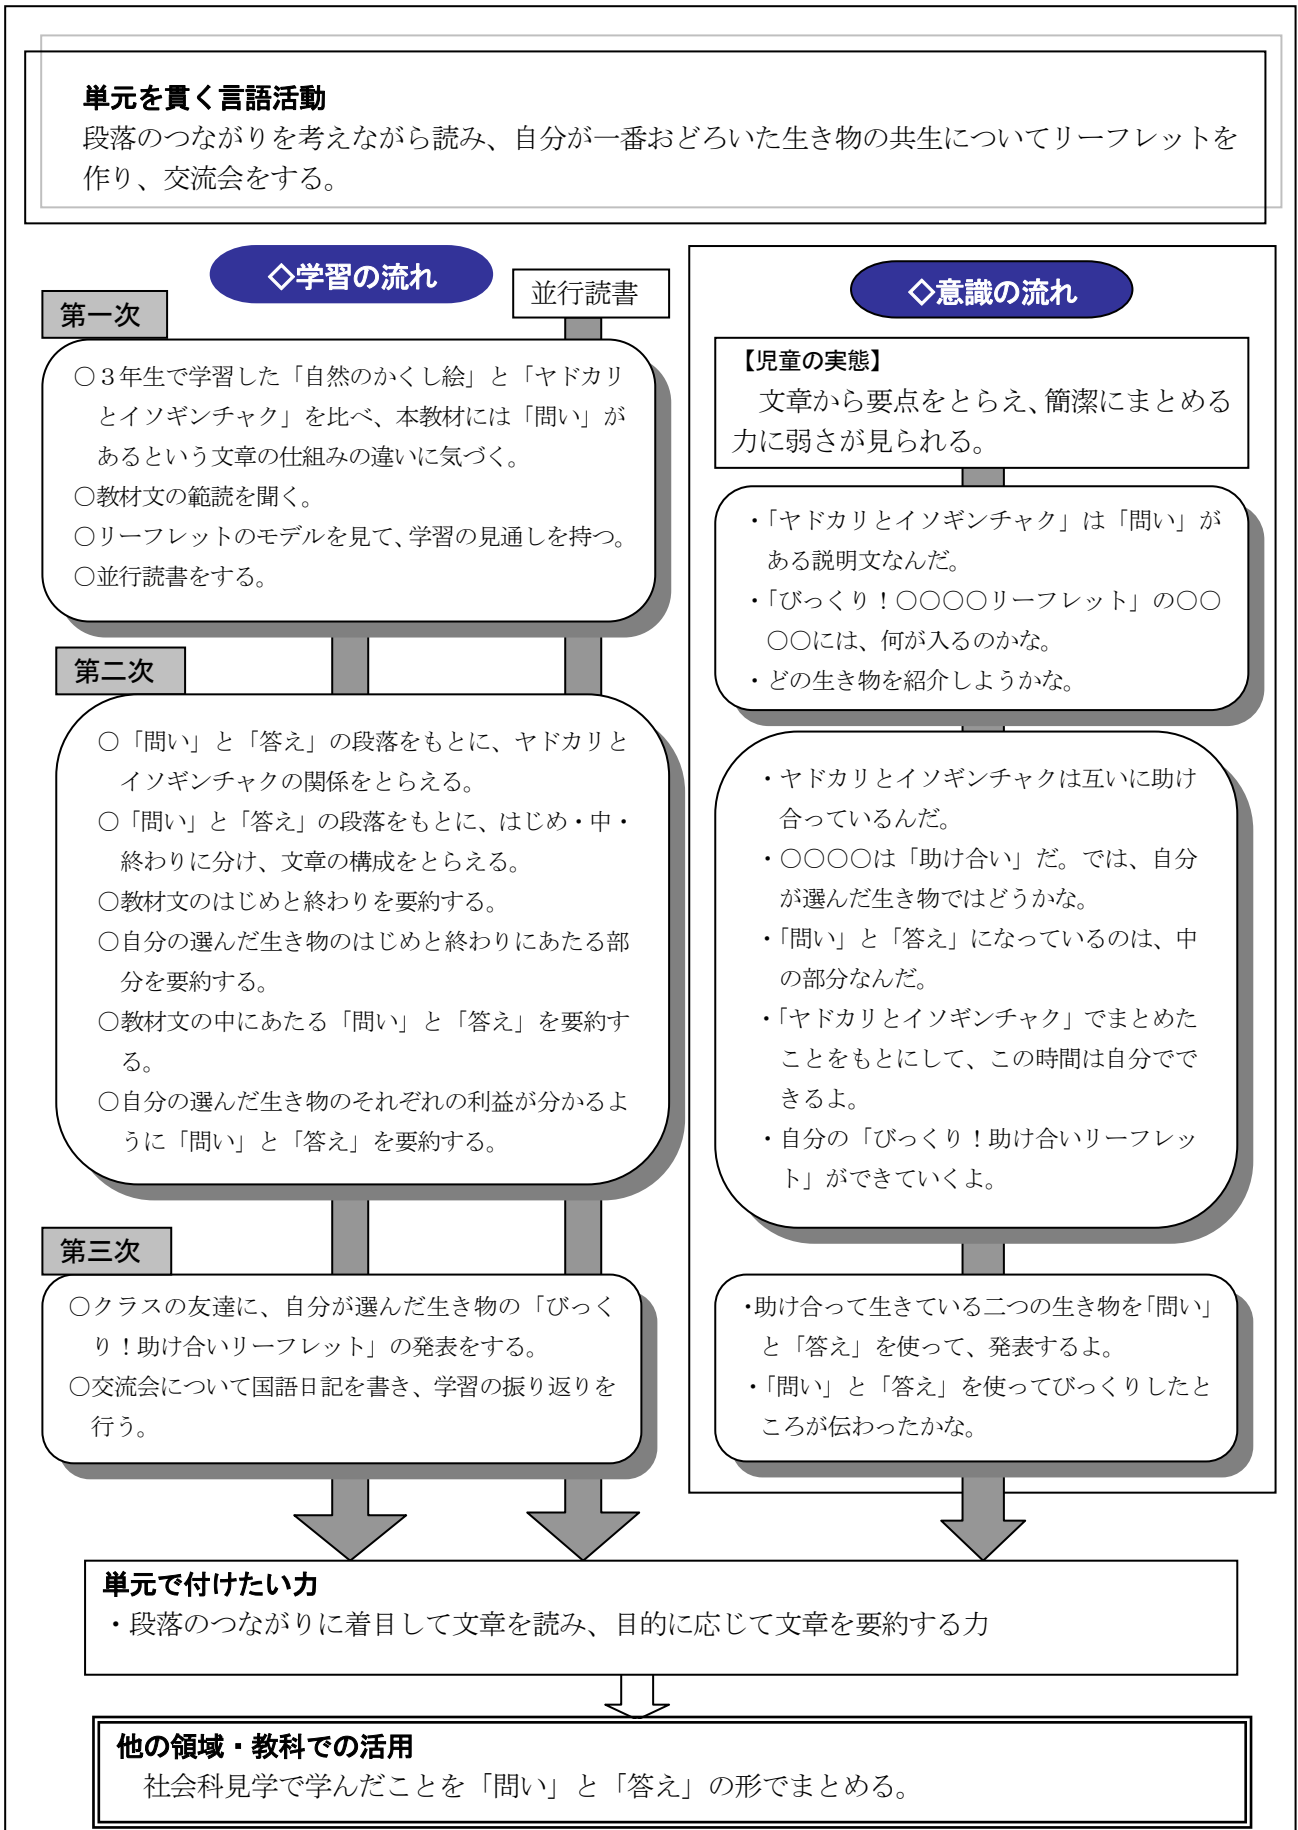 単元を貫く言語活動
段落のつながりを考えながら読み、自分が一番おどろいた生き物の共生についてリーフレットを
作り、交流会をする。
◇学習の流れ
並行読書
第一次
○３年生で学習した「自然のかくし絵」と「ヤドカリ
とイソギンチャク」を比べ、本教材には「問い」が
あるという文章の仕組みの違いに気づく。
○教材文の範読を聞く。
○リーフレットのモデルを見て、学習の見通しを持つ。
○並行読書をする。
第二次
○「問い」と「答え」の段落をもとに、ヤドカリと
イソギンチャクの関係をとらえる。
○「問い」と「答え」の段落をもとに、はじめ・中・
終わりに分け、文章の構成をとらえる。
○教材文のはじめと終わりを要約する。
○自分の選んだ生き物のはじめと終わりにあたる部
分を要約する。
○教材文の中にあたる「問い」と「答え」を要約す
る。
○自分の選んだ生き物のそれぞれの利益が分かるよ
うに「問い」と「答え」を要約する。
第三次
○クラスの友達に、自分が選んだ生き物の「びっく
り！助け合いリーフレット」の発表をする。
○交流会について国語日記を書き、学習の振り返りを
行う。
◇意識の流れ
【児童の実態】
文章から要点をとらえ、簡潔にまとめる
力に弱さが見られる。
・「ヤドカリとイソギンチャク」は「問い」が
ある説明文なんだ。
・「びっくり！○○○○リーフレット」の○○
○○には、何が入るのかな。
・どの生き物を紹介しようかな。
・ヤドカリとイソギンチャクは互いに助け
合っているんだ。
・○○○○は「助け合い」だ。では、自分
が選んだ生き物ではどうかな。
・「問い」と「答え」になっているのは、中
の部分なんだ。
・「ヤドカリとイソギンチャク」でまとめた
ことをもとにして、この時間は自分でで
きるよ。
・自分の「びっくり！助け合いリーフレッ
ト」ができていくよ。
・助け合って生きている二つの生き物を「問い」
と「答え」を使って、発表するよ。
・「問い」と「答え」を使ってびっくりしたと
ころが伝わったかな。
単元で付けたい力
・段落のつながりに着目して文章を読み、目的に応じて文章を要約する力
他の領域・教科での活用
社会科見学で学んだことを「問い」と「答え」の形でまとめる。